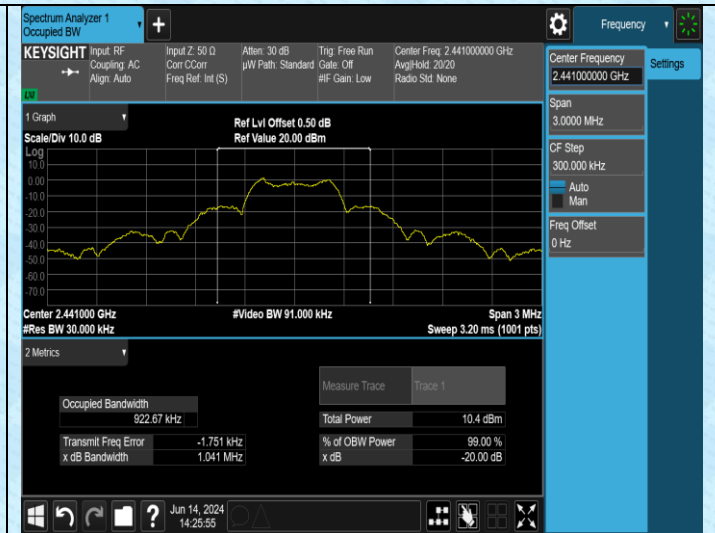 Spectrum Analyzer 1
Occupied BW
Frequency
KEYSIGHT
Input: RF
Coupling: AC
Align: Auto
Input Z: 50 Ω
Corr CCorr
Freq Ref: Int (S)
Atten: 30 dB
µW Path: Standard
Trig: Free Run
Gate: Off
#IF Gain: Low
Center Freq: 2.441000000 GHz
Avg|Hold: 20/20
Radio Std: None
Center Frequency
2.441000000 GHz
Settings
Span
3.0000 MHz
CF Step
300.000 kHz
Auto
Man
Freq Offset
0 Hz
1 Graph
Scale/Div 10.0 dB
Ref Lvl Offset 0.50 dB
Ref Value 20.00 dBm
Log
10.0
0.00
-10.0
-20.0
-30.0
-40.0
-50.0
-60.0
-70.0
Center 2.441000 GHz
#Video BW 91.000 kHz
Span 3 MHz
#Res BW 30.000 kHz
Sweep 3.20 ms (1001 pts)
2 Metrics
Measure Trace
Trace 1
Occupied Bandwidth
922.67 kHz
Total Power 10.4 dBm
Transmit Freq Error -1.751 kHz
% of OBW Power 99.00 %
x dB Bandwidth 1.041 MHz
x dB -20.00 dB
?
Jun 14, 2024
14:25:55